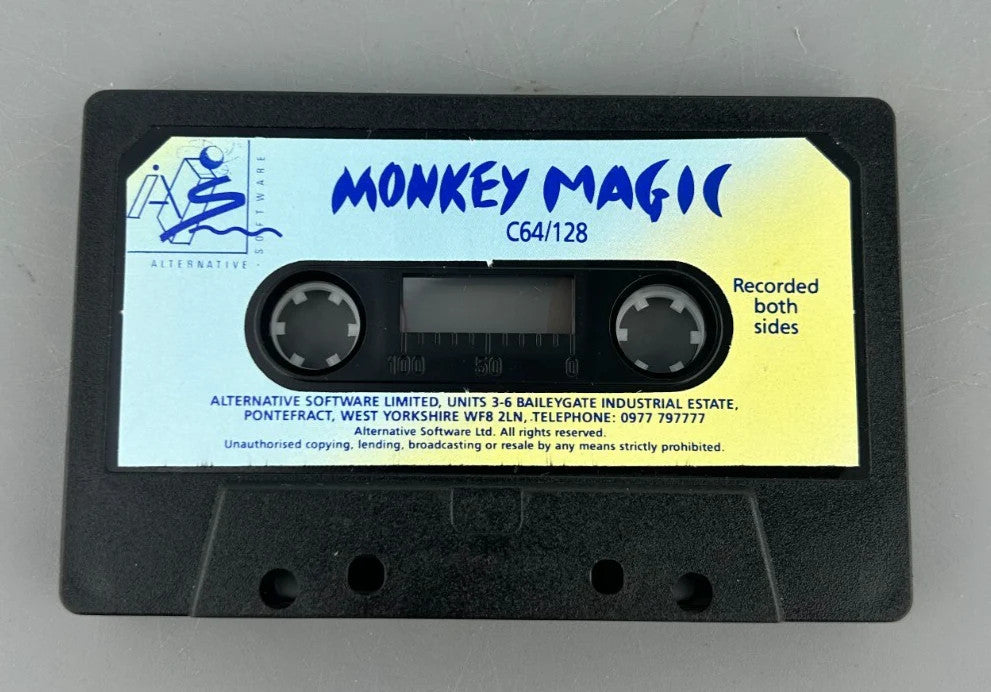 MONKEY MAGIC
C64/128
ALTERNATIVE · SOFTWARE
Recorded
both
sides
100 50 0
ALTERNATIVE SOFTWARE LIMITED, UNITS 3-6 BAILEYGATE INDUSTRIAL ESTATE,
PONTEFRACT, WEST YORKSHIRE WF8 2LN, TELEPHONE: 0977 797777
Alternative Software Ltd. All rights reserved.
Unauthorised copying, lending, broadcasting or resale by any means strictly prohibited.